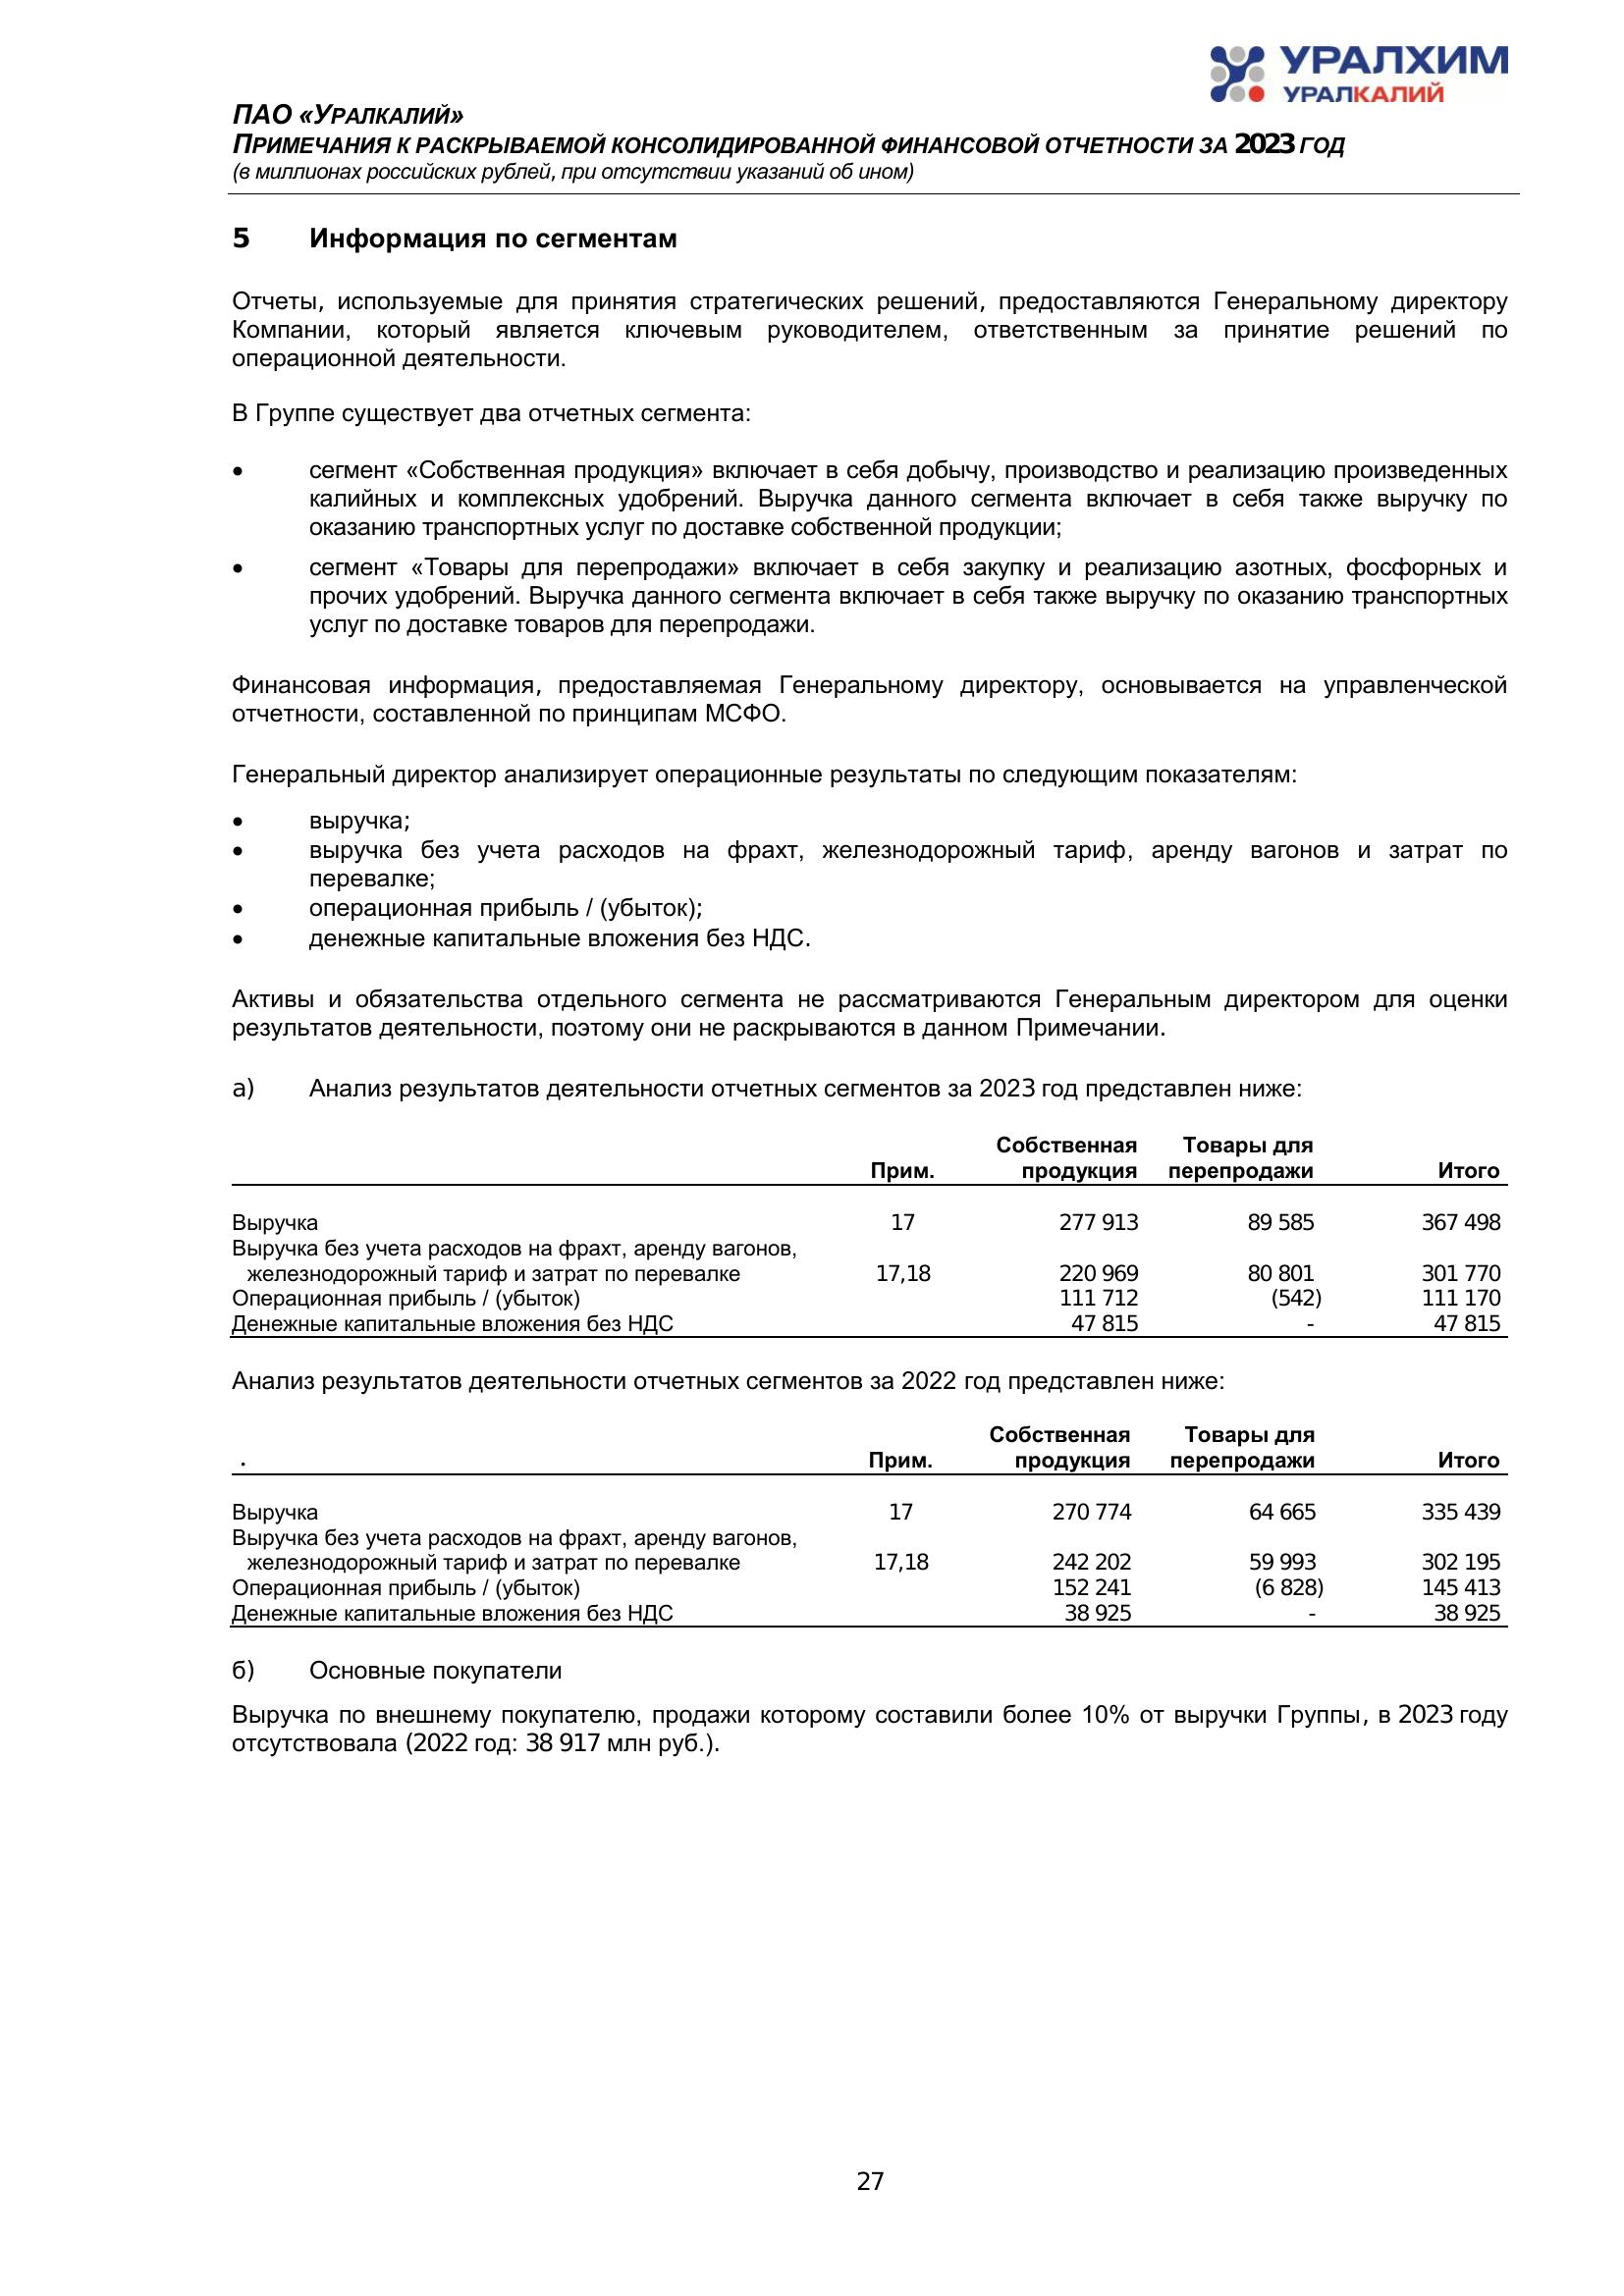 УРАЛХИМ
УРАЛКАЛИЙ
ПАО «УРАЛКАЛИЙ»
ПРИМЕЧАНИЯ К РАСКРЫВАЕМОЙ КОНСОЛИДИРОВАННОЙ ФИНАНСОВОЙ ОТЧЕТНОСТИ ЗА 2023 ГОД
(в миллионах российских рублей, при отсутствии указаний об ином)
5 Информация по сегментам
Отчеты, используемые для принятия стратегических решений, предоставляются Генеральному директору
Компании, который является ключевым руководителем, ответственным за принятие решений по
операционной деятельности.
В Группе существует два отчетных сегмента:
• сегмент «Собственная продукция» включает в себя добычу, производство и реализацию произведенных
калийных и комплексных удобрений. Выручка данного сегмента включает в себя также выручку по
оказанию транспортных услуг по доставке собственной продукции;
• сегмент «Товары для перепродажи» включает в себя закупку и реализацию азотных, фосфорных и
прочих удобрений. Выручка данного сегмента включает в себя также выручку по оказанию транспортных
услуг по доставке товаров для перепродажи.
Финансовая информация, предоставляемая Генеральному директору, основывается на управленческой
отчетности, составленной по принципам МСФО.
Генеральный директор анализирует операционные результаты по следующим показателям:
• выручка;
• выручка без учета расходов на фрахт, железнодорожный тариф, аренду вагонов и затрат по
перевалке;
• операционная прибыль / (убыток);
• денежные капитальные вложения без НДС.
Активы и обязательства отдельного сегмента не рассматриваются Генеральным директором для оценки
результатов деятельности, поэтому они не раскрываются в данном Примечании.
а) Анализ результатов деятельности отчетных сегментов за 2023 год представлен ниже:
Собственная Товары для
Прим. продукция перепродажи Итого
Выручка 17 277 913 89 585 367 498
Выручка без учета расходов на фрахт, аренду вагонов,
железнодорожный тариф и затрат по перевалке 17,18 220 969 80 801 301 770
Операционная прибыль / (убыток) 111 712 (542) 111 170
Денежные капитальные вложения без НДС 47 815 - 47 815
Анализ результатов деятельности отчетных сегментов за 2022 год представлен ниже:
Собственная Товары для
. Прим. продукция перепродажи Итого
Выручка 17 270 774 64 665 335 439
Выручка без учета расходов на фрахт, аренду вагонов,
железнодорожный тариф и затрат по перевалке 17,18 242 202 59 993 302 195
Операционная прибыль / (убыток) 152 241 (6 828) 145 413
Денежные капитальные вложения без НДС 38 925 - 38 925
б) Основные покупатели
Выручка по внешнему покупателю, продажи которому составили более 10% от выручки Группы, в 2023 году
отсутствовала (2022 год: 38 917 млн руб.).
27